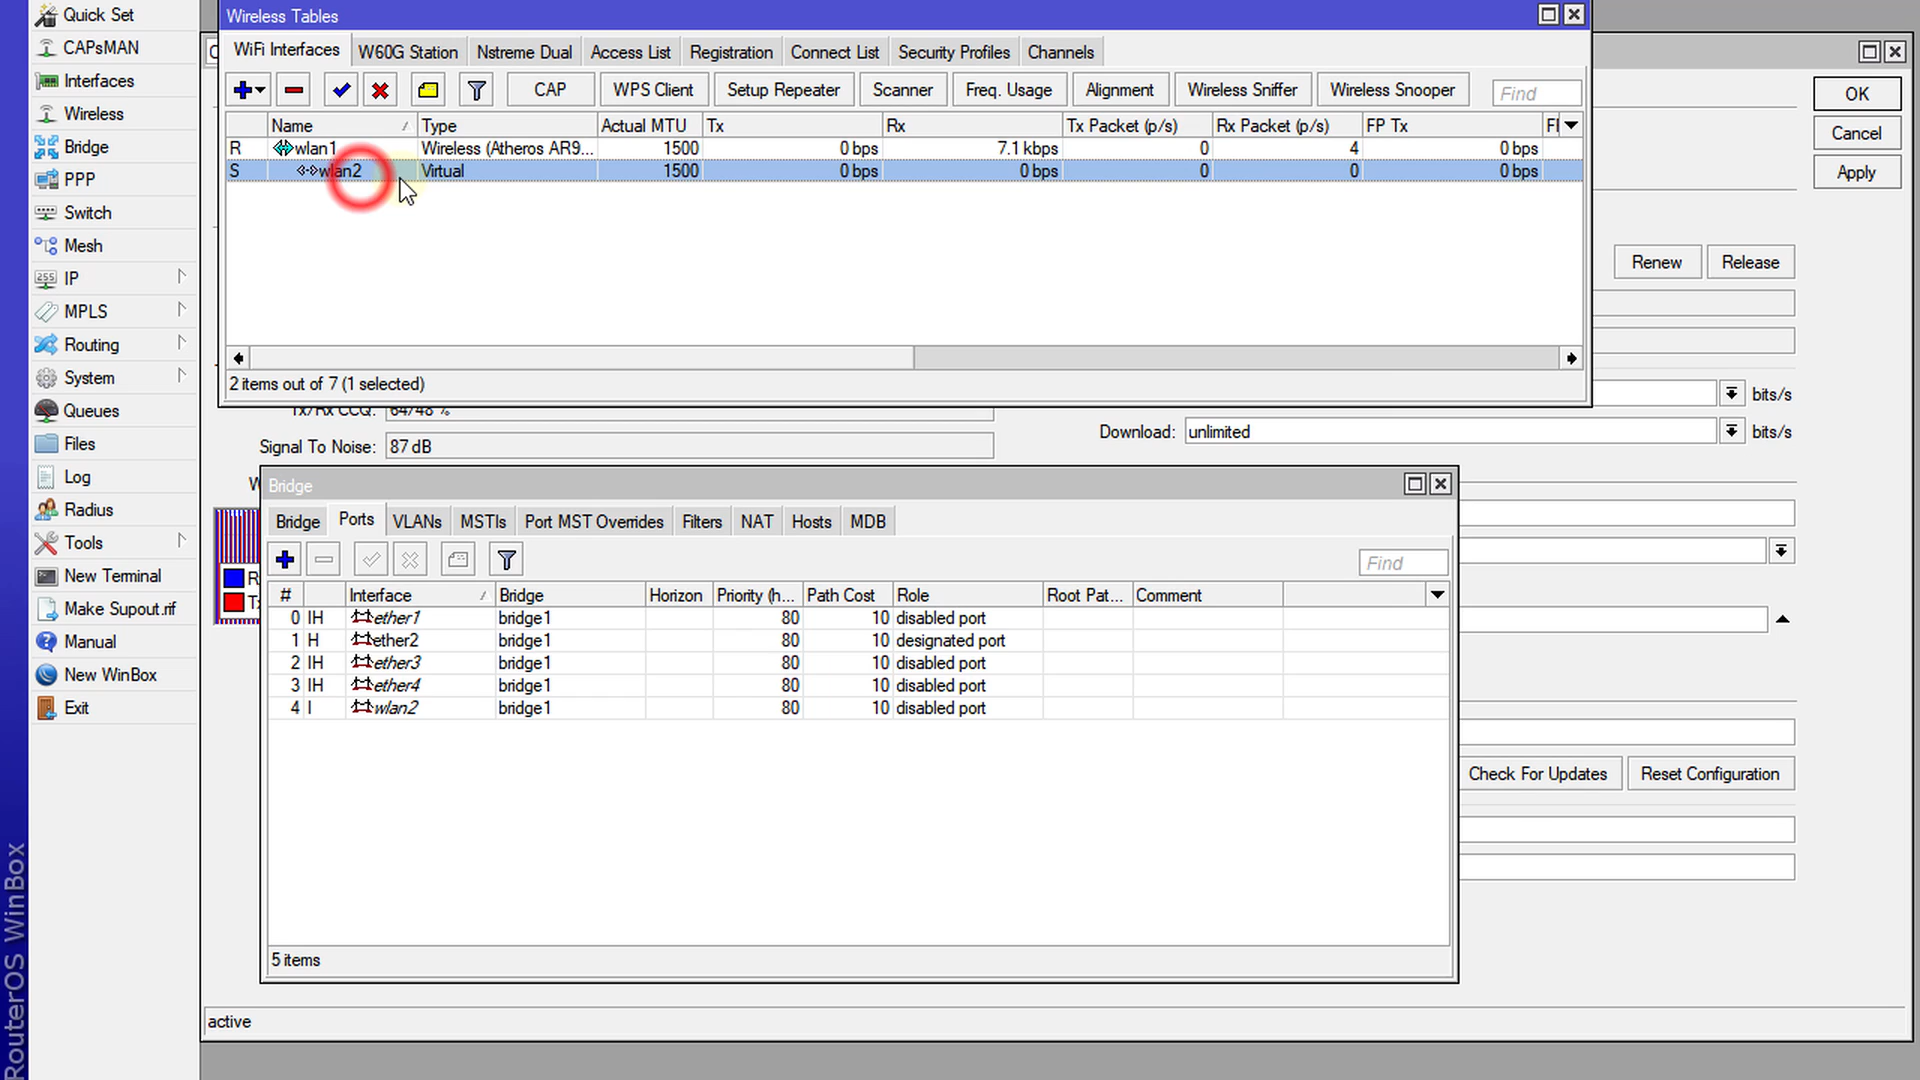 Quick Set
CAPsMAN
Interfaces
Wireless
Bridge
PPP
Switch
Mesh
IP
MPLS
Routing
System
Queues
Files
Log
Radius
Tools
New Terminal
Make Supout.rif
Manual
New WinBox
Exit
RouterOS WinBox
Wireless Tables
WiFi Interfaces W60G Station Nstreme Dual Access List Registration Connect List Security Profiles Channels
CAP WPS Client Setup Repeater Scanner Freq. Usage Alignment Wireless Sniffer Wireless Snooper Find
Name Type Actual MTU Tx Rx Tx Packet (p/s) Rx Packet (p/s) FP Tx
R wlan1 Wireless (Atheros AR9... 1500 0 bps 7.1 kbps 0 4 0 bps
S wlan2 Virtual 1500 0 bps 0 bps 0 0 0 bps
2 items out of 7 (1 selected)
OK
Cancel
Apply
Renew Release
bits/s
Tx/Rx CCQ: 64/48 %
Download: unlimited bits/s
Signal To Noise: 87 dB
Bridge
Bridge Ports VLANs MSTIs Port MST Overrides Filters NAT Hosts MDB
Find
# Interface Bridge Horizon Priority (h... Path Cost Role Root Pat... Comment
0 IH ether1 bridge1 80 10 disabled port
1 H ether2 bridge1 80 10 designated port
2 IH ether3 bridge1 80 10 disabled port
3 IH ether4 bridge1 80 10 disabled port
4 I wlan2 bridge1 80 10 disabled port
5 items
Check For Updates Reset Configuration
active